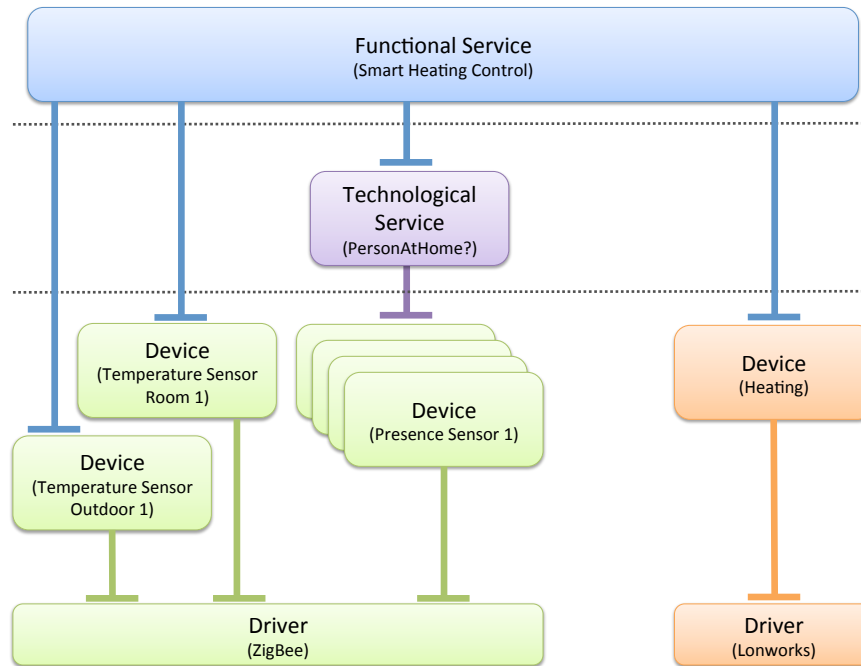 Functional Service
(Smart Heating Control)
Technological
Service
(PersonAtHome?)
Device
(Temperature Sensor
Room 1)
Device
(Presence Sensor 1)
Device
(Heating)
Device
(Temperature Sensor
Outdoor 1)
Driver
(ZigBee)
Driver
(Lonworks)